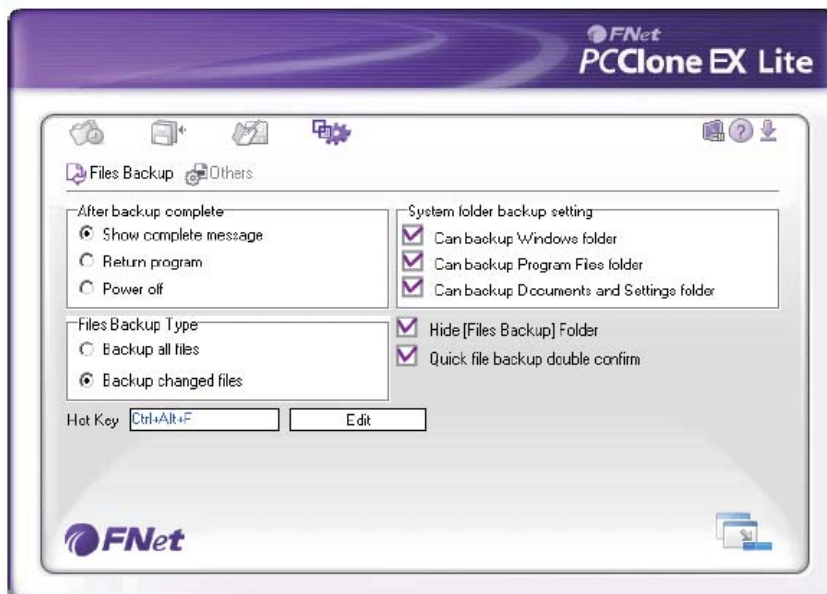 FNet
PCClone EX Lite
Files Backup Others
After backup complete
Show complete message
Return program
Power off
System folder backup setting
Can backup Windows folder
Can backup Program Files folder
Can backup Documents and Settings folder
Files Backup Type
Backup all files
Backup changed files
Hide [Files Backup] Folder
Quick file backup double confirm
Hot Key Ctrl+Alt+F Edit
FNet